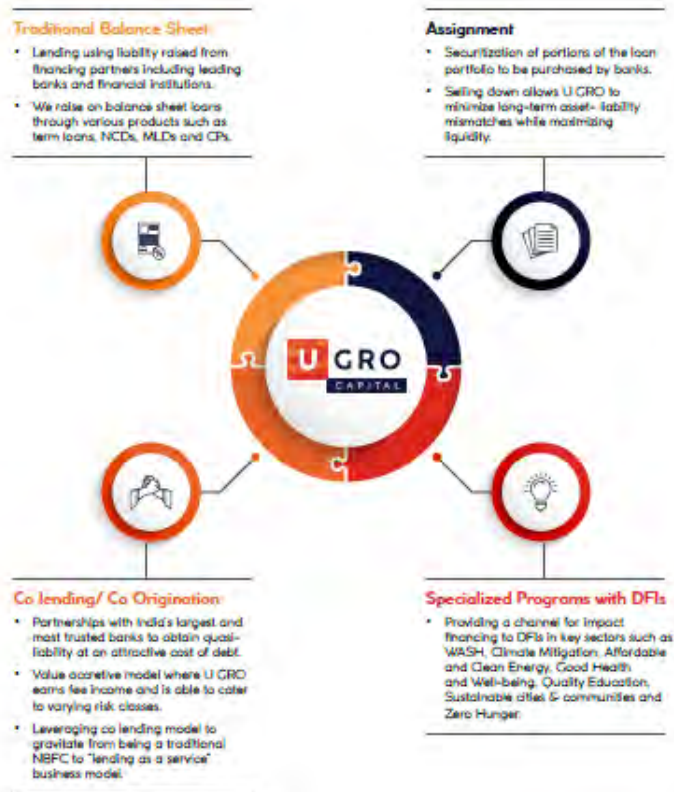 Traditional Balance Sheet
• Lending using liability raised from
financing partners including leading
banks and financial institutions.
• We raise on balance sheet loans
through various products such as
term loans, NCDs, MLDs and CPs.
Assignment
• Securitization of portions of the loan
portfolio to be purchased by banks.
• Selling down allows U GRO to
minimize long-term asset- liability
mismatches while maximizing
liquidity.
U GRO
CAPITAL
Co lending/ Co Origination
• Partnerships with India's largest and
most trusted banks to obtain quasi-
liability at an attractive cost of debt.
• Value accretive model where U GRO
earns fee income and is able to cater
to varying risk classes.
• Leveraging co lending model to
gravitate from being a traditional
NBFC to "lending as a service"
business model.
Specialized Programs with DFIs
• Providing a channel for impact
financing to DFIs in key sectors such as
WASH, Climate Mitigation, Affordable
and Clean Energy, Good Health
and Well-being, Quality Education,
Sustainable cities & communities and
Zero Hunger.